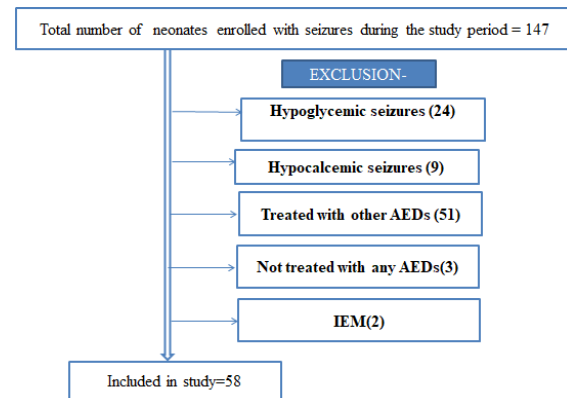 Total number of neonates enrolled with seizures during the study period = 147
EXCLUSION-
Hypoglycemic seizures (24)
Hypocalcemic seizures (9)
Treated with other AEDs (51)
Not treated with any AEDs(3)
IEM(2)
Included in study=58